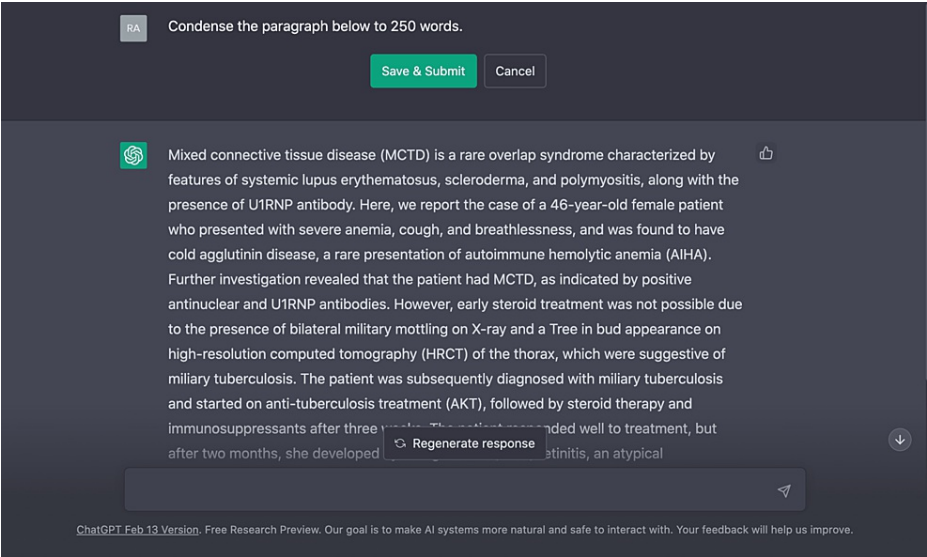 RA
Condense the paragraph below to 250 words.
Save & Submit
Cancel
Mixed connective tissue disease (MCTD) is a rare overlap syndrome characterized by
features of systemic lupus erythematosus, scleroderma, and polymyositis, along with the
presence of U1RNP antibody. Here, we report the case of a 46-year-old female patient
who presented with severe anemia, cough, and breathlessness, and was found to have
cold agglutinin disease, a rare presentation of autoimmune hemolytic anemia (AIHA).
Further investigation revealed that the patient had MCTD, as indicated by positive
antinuclear and U1RNP antibodies. However, early steroid treatment was not possible due
to the presence of bilateral military mottling on X-ray and a Tree in bud appearance on
high-resolution computed tomography (HRCT) of the thorax, which were suggestive of
miliary tuberculosis. The patient was subsequently diagnosed with miliary tuberculosis
and started on anti-tuberculosis treatment (AKT), followed by steroid therapy and
immunosuppressants after three The patient responded well to treatment, but
after two months, she developed an atypical
Regenerate response
ChatGPT Feb 13 Version. Free Research Preview. Our goal is to make AI systems more natural and safe to interact with. Your feedback will help us improve.